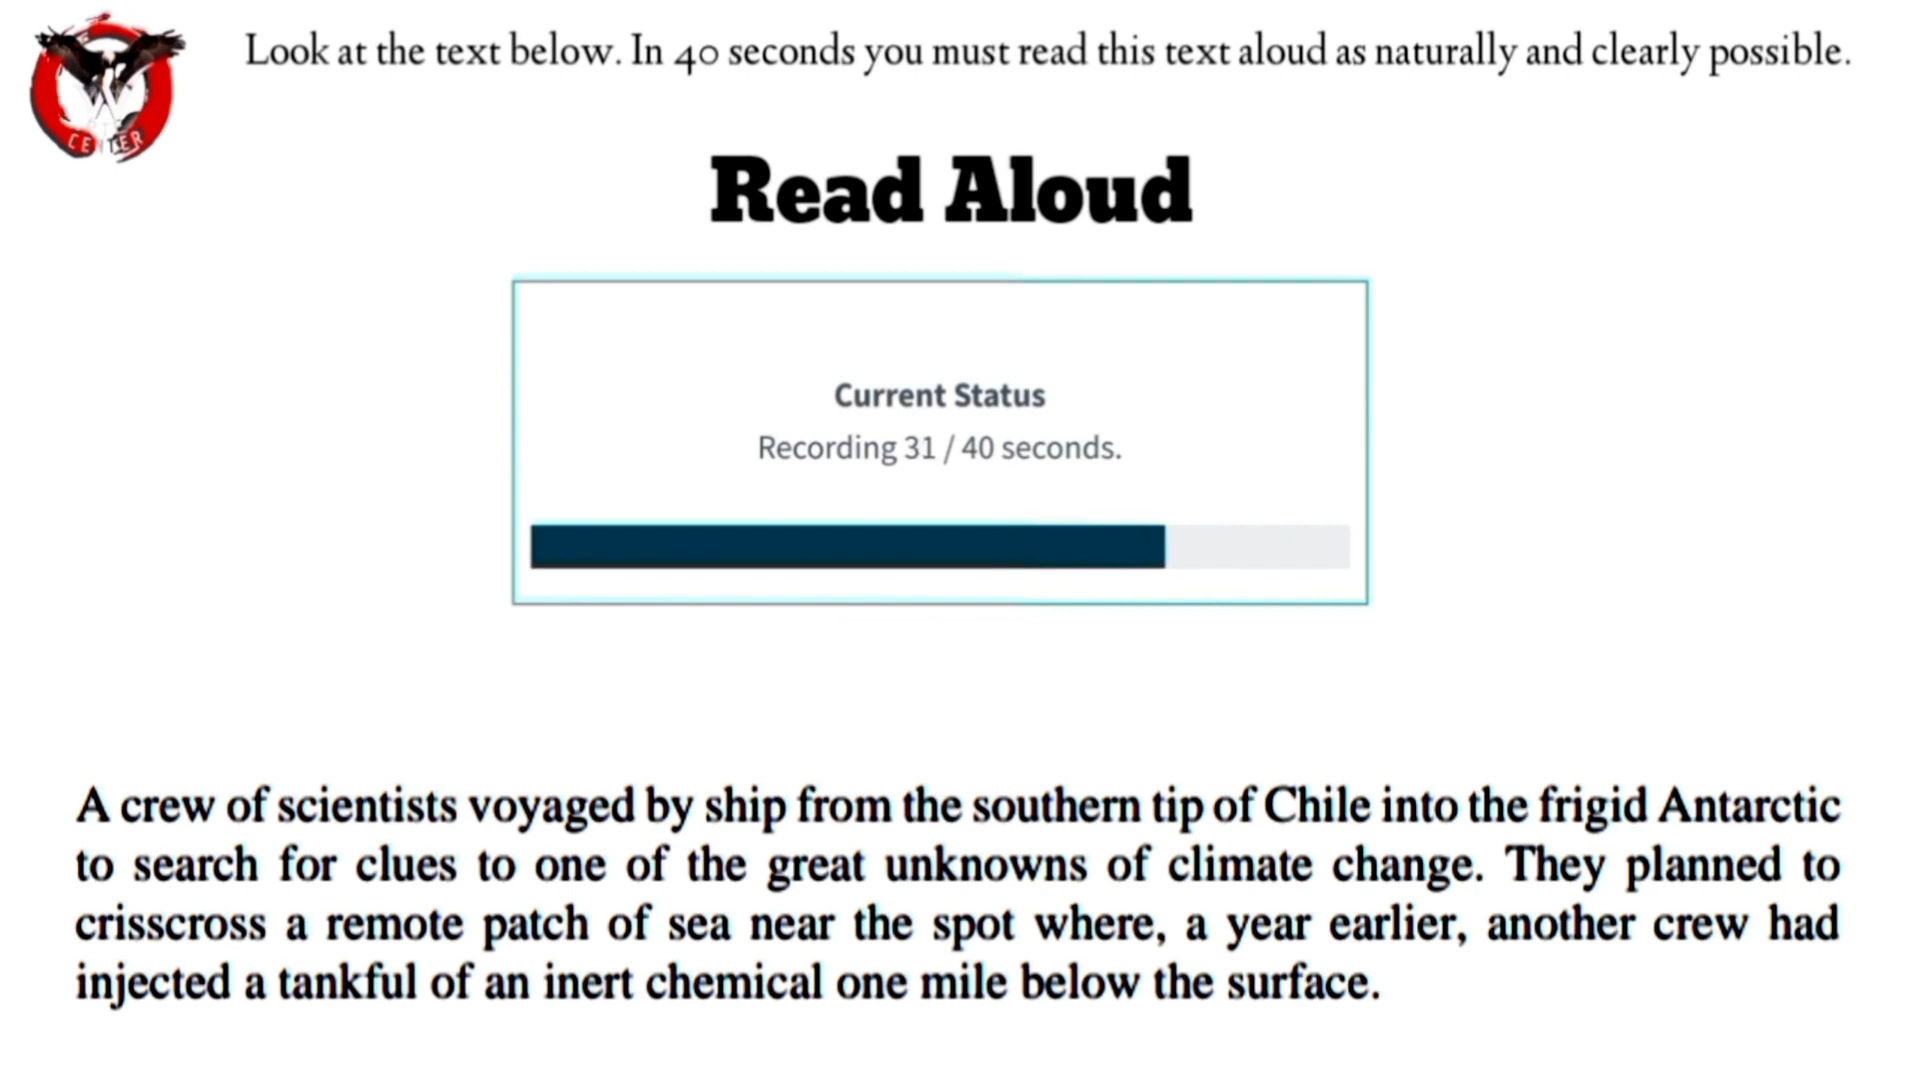 Look at the text below. In 40 seconds you must read this text aloud as naturally and clearly possible.
CENTER
Read Aloud
Current Status
Recording 31 / 40 seconds.
A crew of scientists voyaged by ship from the southern tip of Chile into the frigid Antarctic
to search for clues to one of the great unknowns of climate change. They planned to
crisscross a remote patch of sea near the spot where, a year earlier, another crew had
injected a tankful of an inert chemical one mile below the surface.